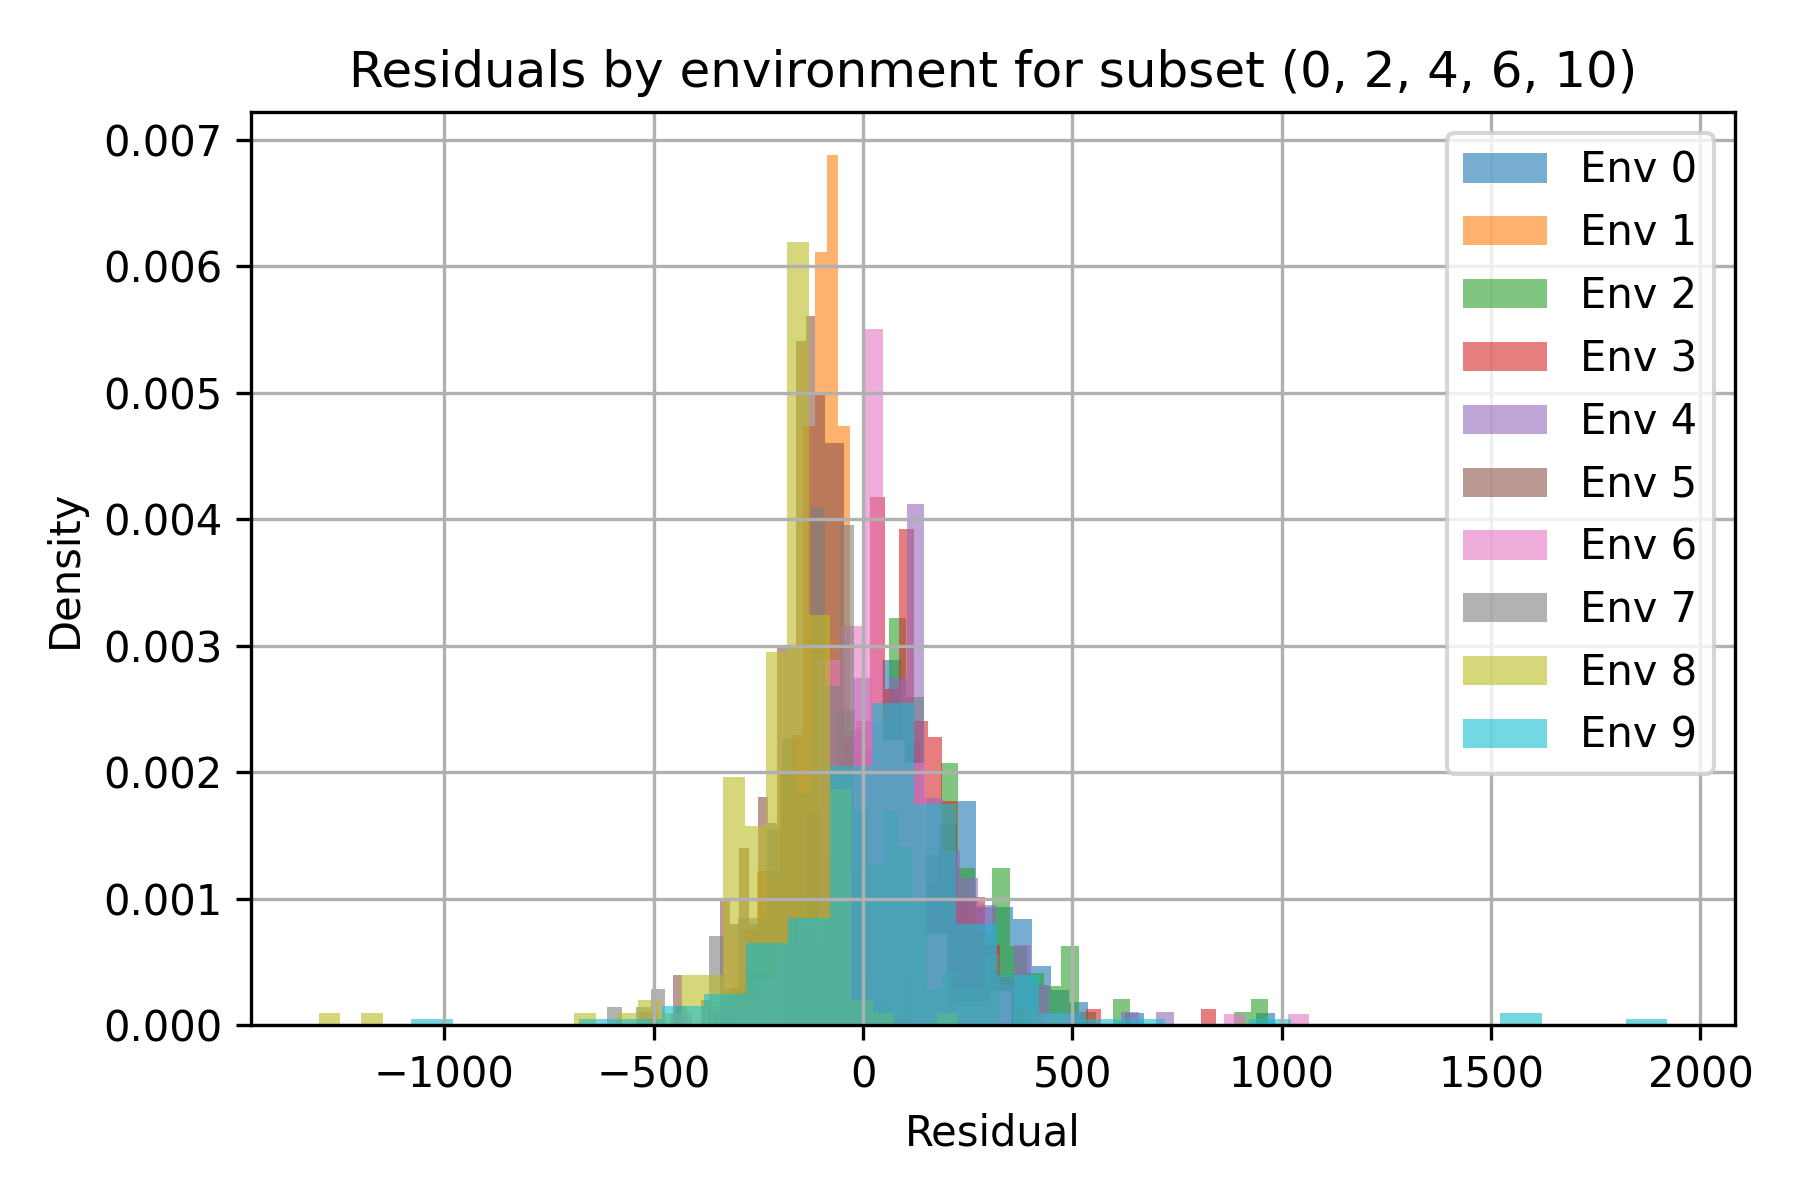 Residuals by environment for subset (0, 2, 4, 6, 10)
0.007
0.006
0.005
0.004
0.003
0.002
0.001
0.000
Density
Env 0
Env 1
Env 2
Env 3
Env 4
Env 5
Env 6
Env 7
Env 8
Env 9
−1000 −500 0 500 1000 1500 2000
Residual